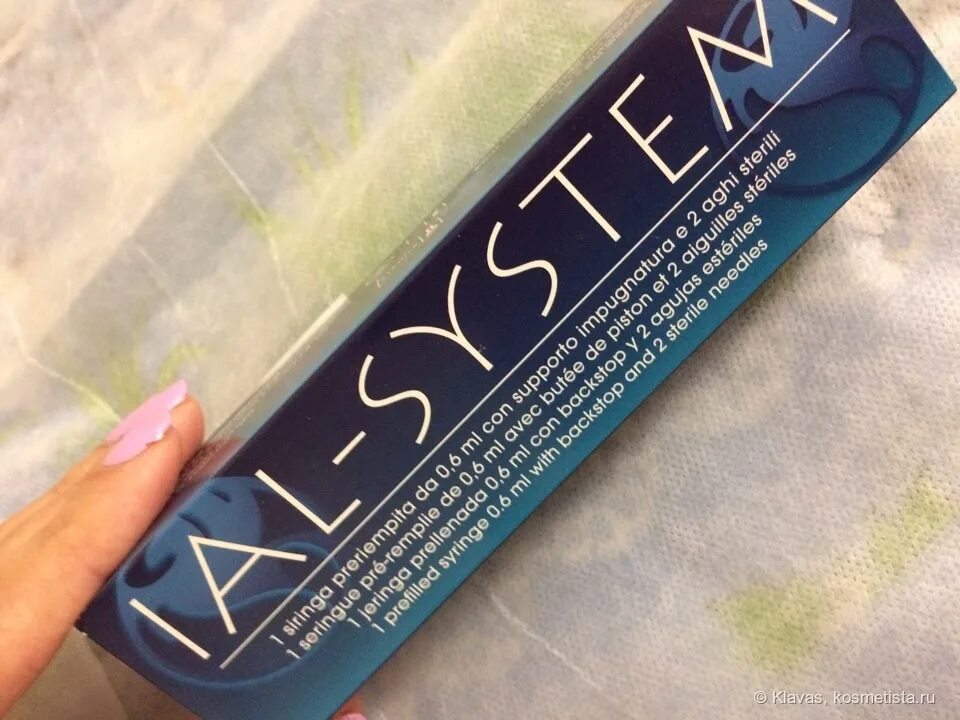 IAL-SYSTEM
1 siringa preriempita da 0,6 ml con supporto impugnatura e 2 aghi sterili
1 seringue pré-remplie de 0,6 ml avec butée de piston et 2 aiguilles stériles
1 jeringa prellenada 0,6 ml con backstop y 2 agujas estériles
1 prefilled syringe 0.6 ml with backstop and 2 sterile needles
© Klavas, kosmetista.ru